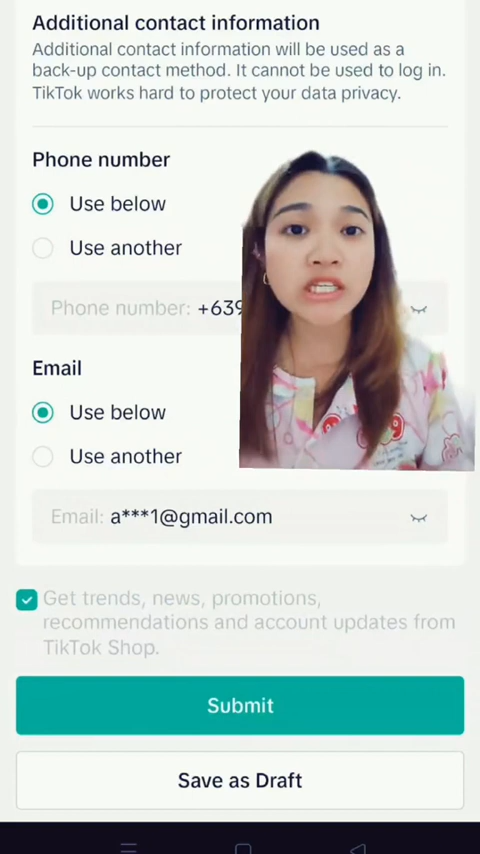 Additional contact information
Additional contact information will be used as a
back-up contact method. It cannot be used to log in.
TikTok works hard to protect your data privacy.
Phone number
Use below
Use another
Phone number: +639
Email
Use below
Use another
Email: a***1@gmail.com
Get trends, news, promotions,
recommendations and account updates from
TikTok Shop.
Submit
Save as Draft